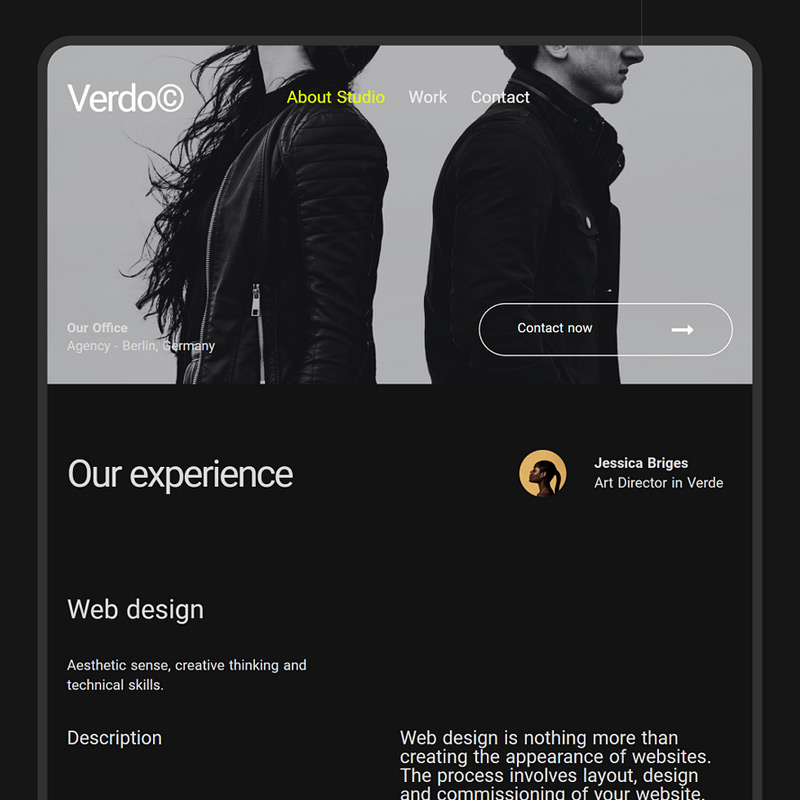 Verdo©
About Studio Work Contact
Our Office
Agency - Berlin, Germany
Contact now
Our experience
Jessica Briges
Art Director in Verde
Web design
Aesthetic sense, creative thinking and
technical skills.
Description
Web design is nothing more than
creating the appearance of websites.
The process involves layout, design
and commissioning of your website.